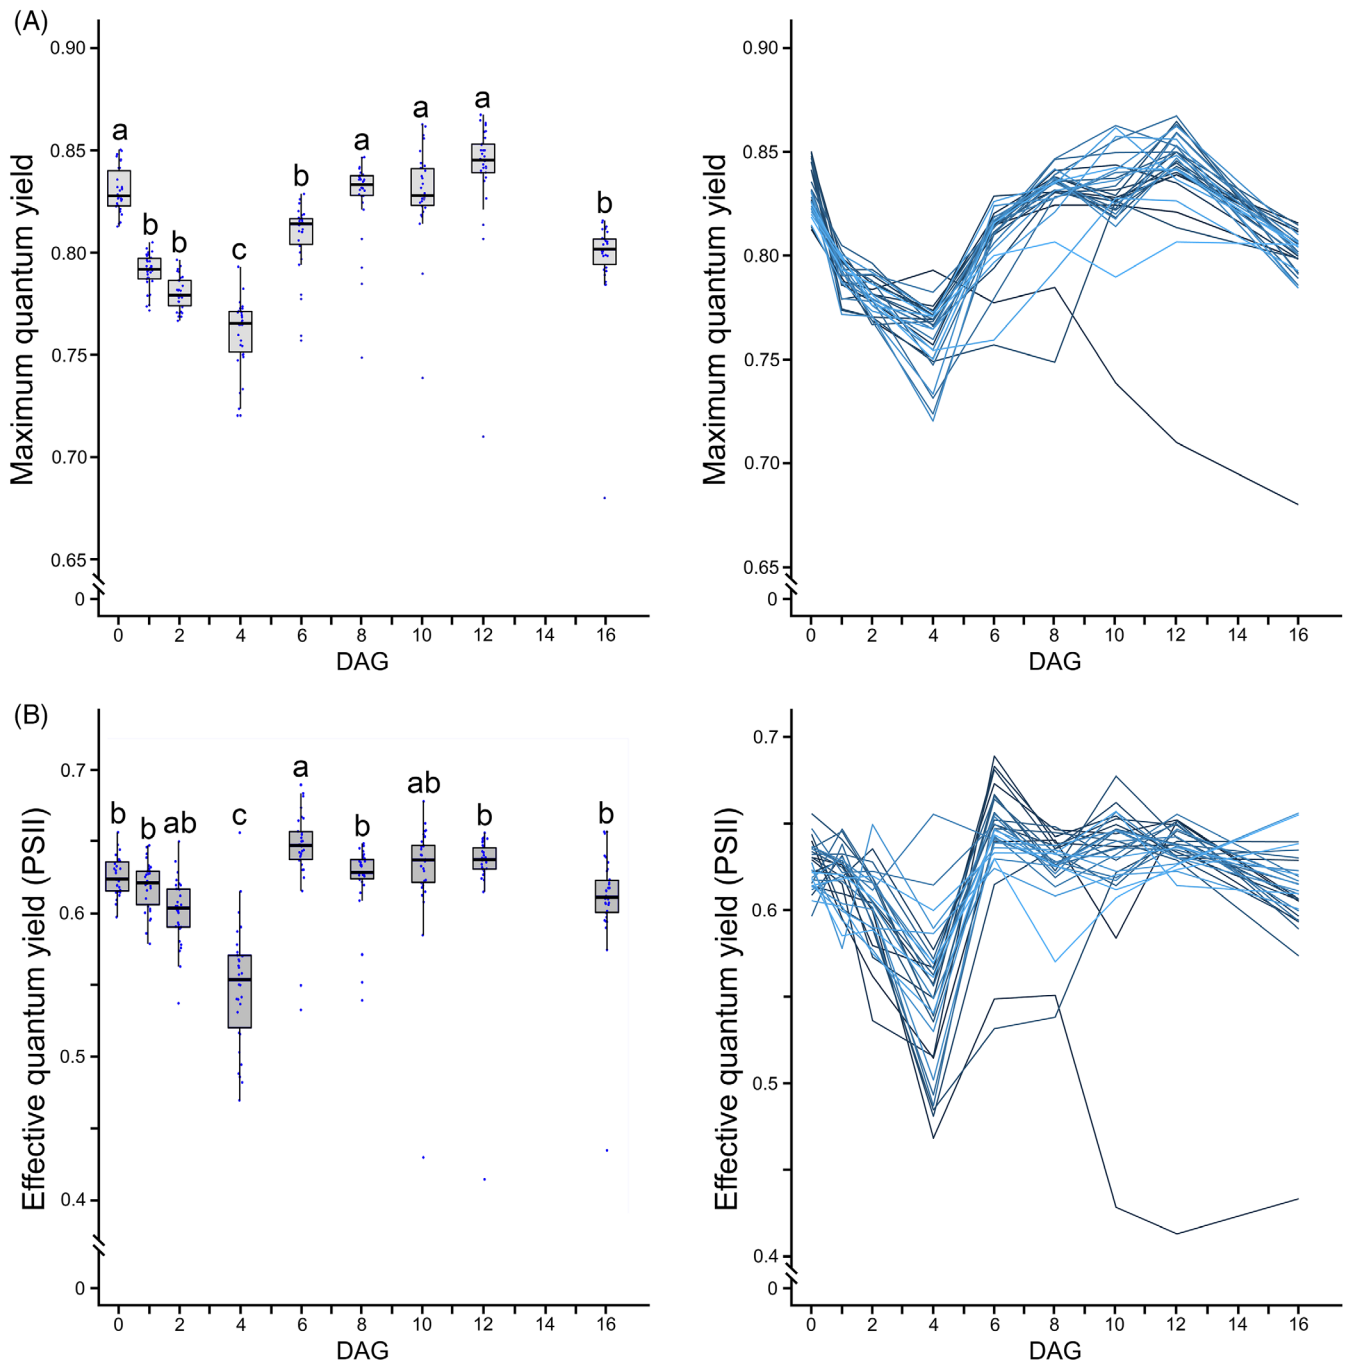 (A)
Maximum quantum yield
0.90
0.85
0.80
0.75
0.70
0.65
0
a
b
b
c
b
a
a
a
b
0 2 4 6 8 10 12 14 16
DAG
Maximum quantum yield
0.90
0.85
0.80
0.75
0.70
0.65
0
0 2 4 6 8 10 12 14 16
DAG
(B)
Effective quantum yield (PSII)
0.7
0.6
0.5
0.4
0
b
b
ab
c
a
b
ab
b
b
0 2 4 6 8 10 12 14 16
DAG
Effective quantum yield (PSII)
0.7
0.6
0.5
0.4
0
0 2 4 6 8 10 12 14 16
DAG